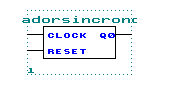 adorsincrono
CLOCK Q0
RESET
1